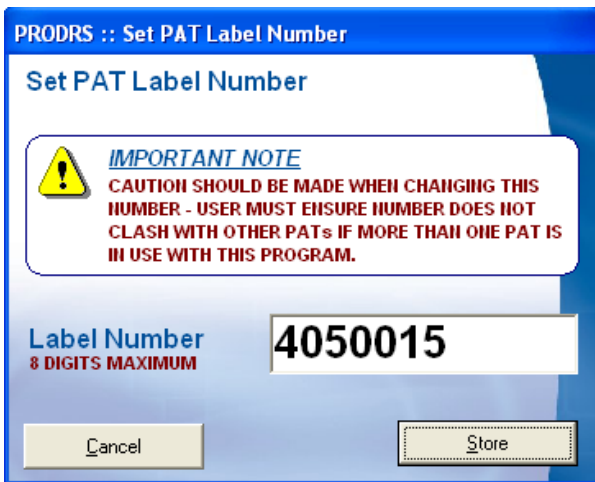 PRODRS :: Set PAT Label Number
Set PAT Label Number
IMPORTANT NOTE
CAUTION SHOULD BE MADE WHEN CHANGING THIS
NUMBER - USER MUST ENSURE NUMBER DOES NOT
CLASH WITH OTHER PATs IF MORE THAN ONE PAT IS
IN USE WITH THIS PROGRAM.
Label Number
8 DIGITS MAXIMUM
4050015
Cancel
Store